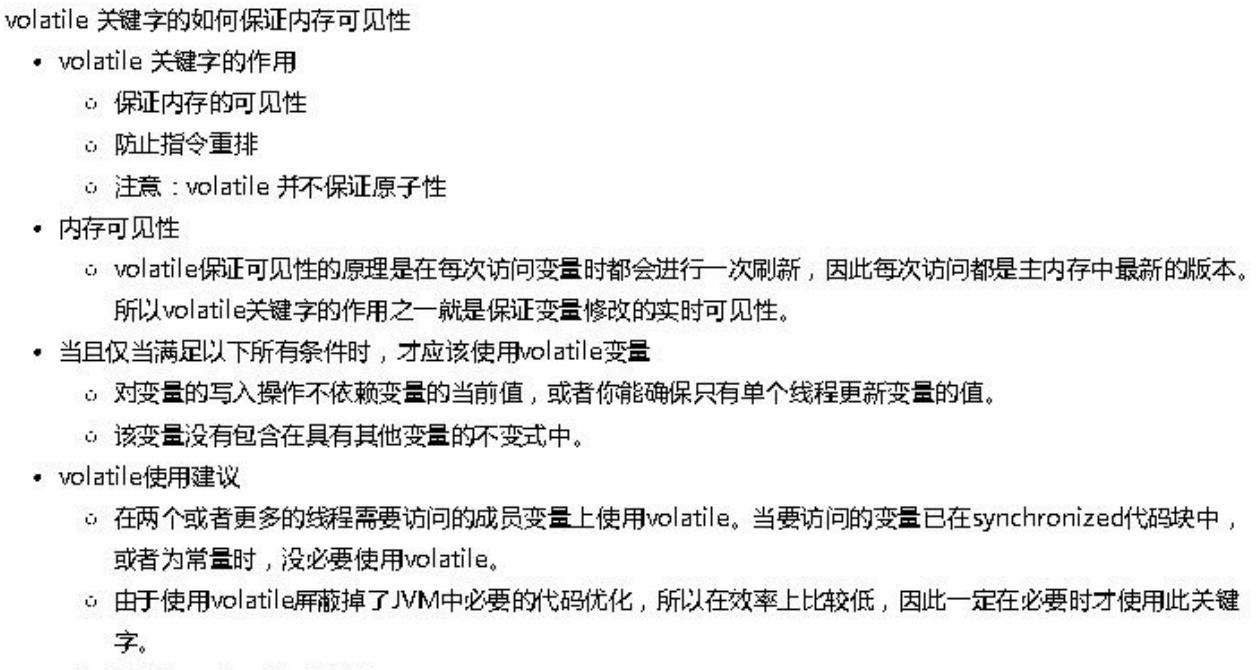 volatile 关键字的如何保证内存可见性
• volatile 关键字的作用
○ 保证内存的可见性
○ 防止指令重排
○ 注意：volatile 并不保证原子性
• 内存可见性
○ volatile保证可见性的原理是在每次访问变量时都会进行一次刷新，因此每次访问都是主内存中最新的版本。
所以volatile关键字的作用之一就是保证变量修改的实时可见性。
• 当且仅当满足以下所有条件时，才应该使用volatile变量
○ 对变量的写入操作不依赖变量的当前值，或者你能确保只有单个线程更新变量的值。
○ 该变量没有包含在具有其他变量的不变式中。
• volatile使用建议
○ 在两个或者更多的线程需要访问的成员变量上使用volatile。当要访问的变量已在synchronized代码块中，
或者为常量时，没必要使用volatile。
○ 由于使用volatile屏蔽掉了JVM中必要的代码优化，所以在效率上比较低，因此一定在必要时才使用此关键
字。